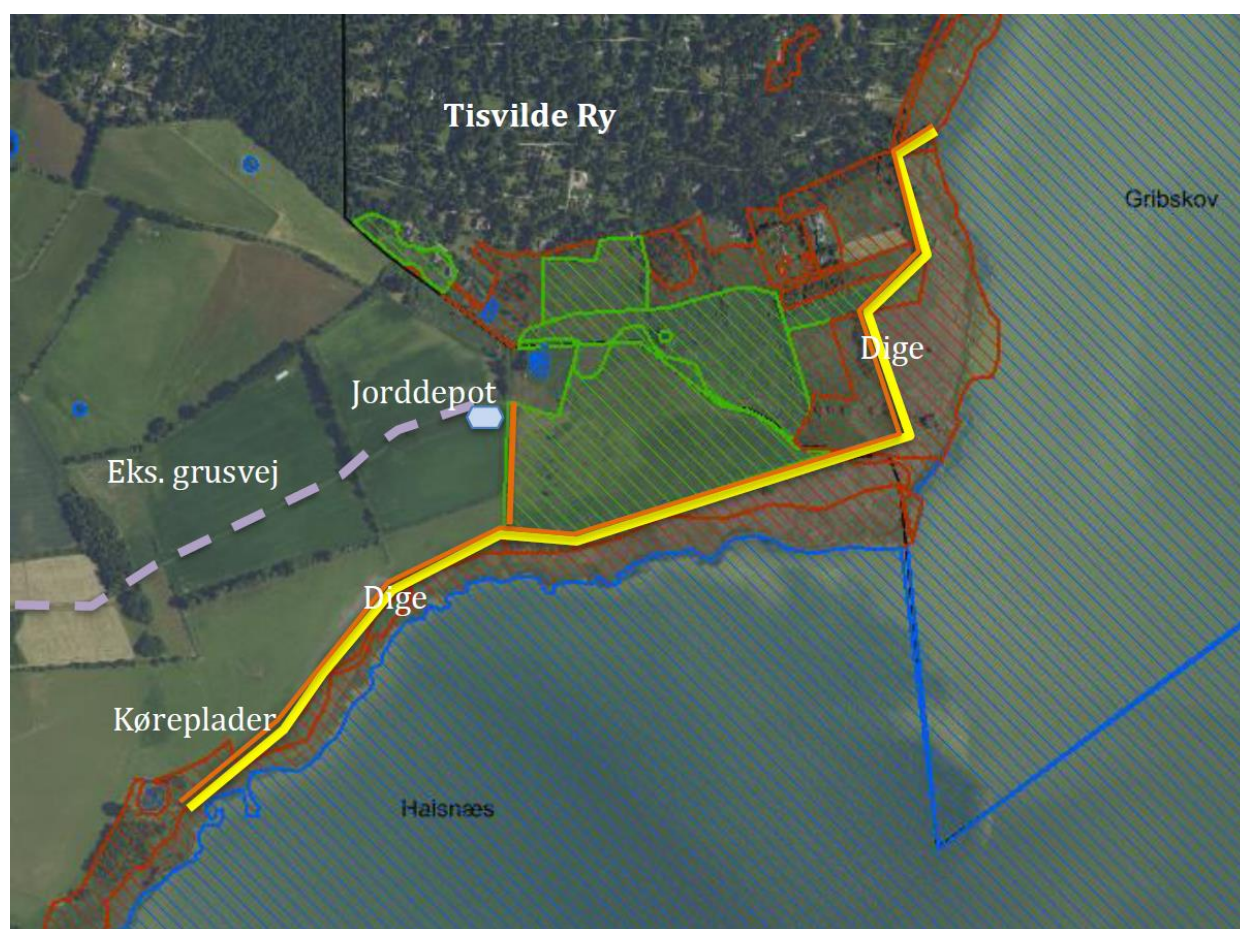 Tisvilde Ry
Gribskov
Dige
Jorddepot
Eks. grusvej
Dige
Køreplader
Halsnæs